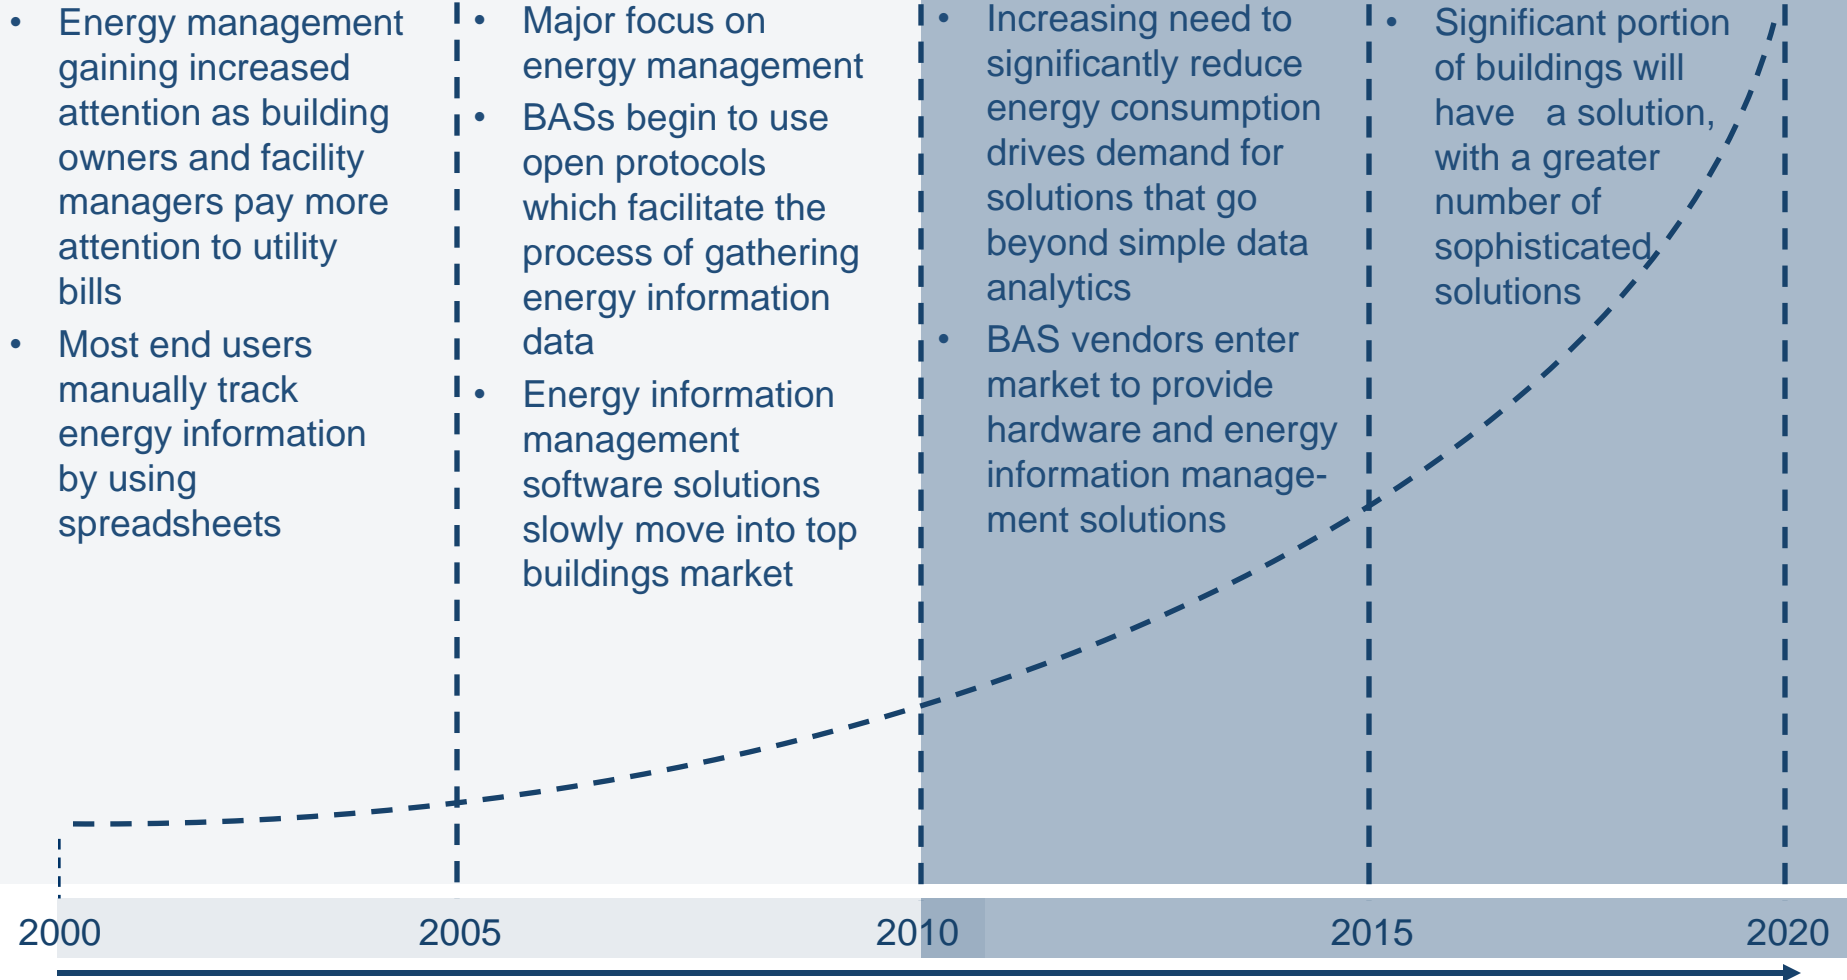 • Energy management
gaining increased
attention as building
owners and facility
managers pay more
attention to utility
bills
• Most end users
manually track
energy information
by using
spreadsheets
• Major focus on
energy management
• BASs begin to use
open protocols
which facilitate the
process of gathering
energy information
data
• Energy information
management
software solutions
slowly move into top
buildings market
• Increasing need to
significantly reduce
energy consumption
drives demand for
solutions that go
beyond simple data
analytics
• BAS vendors enter
market to provide
hardware and energy
information manage-
ment solutions
• Significant portion
of buildings will
have a solution,
with a greater
number of
sophisticated
solutions
2000 2005 2010 2015 2020